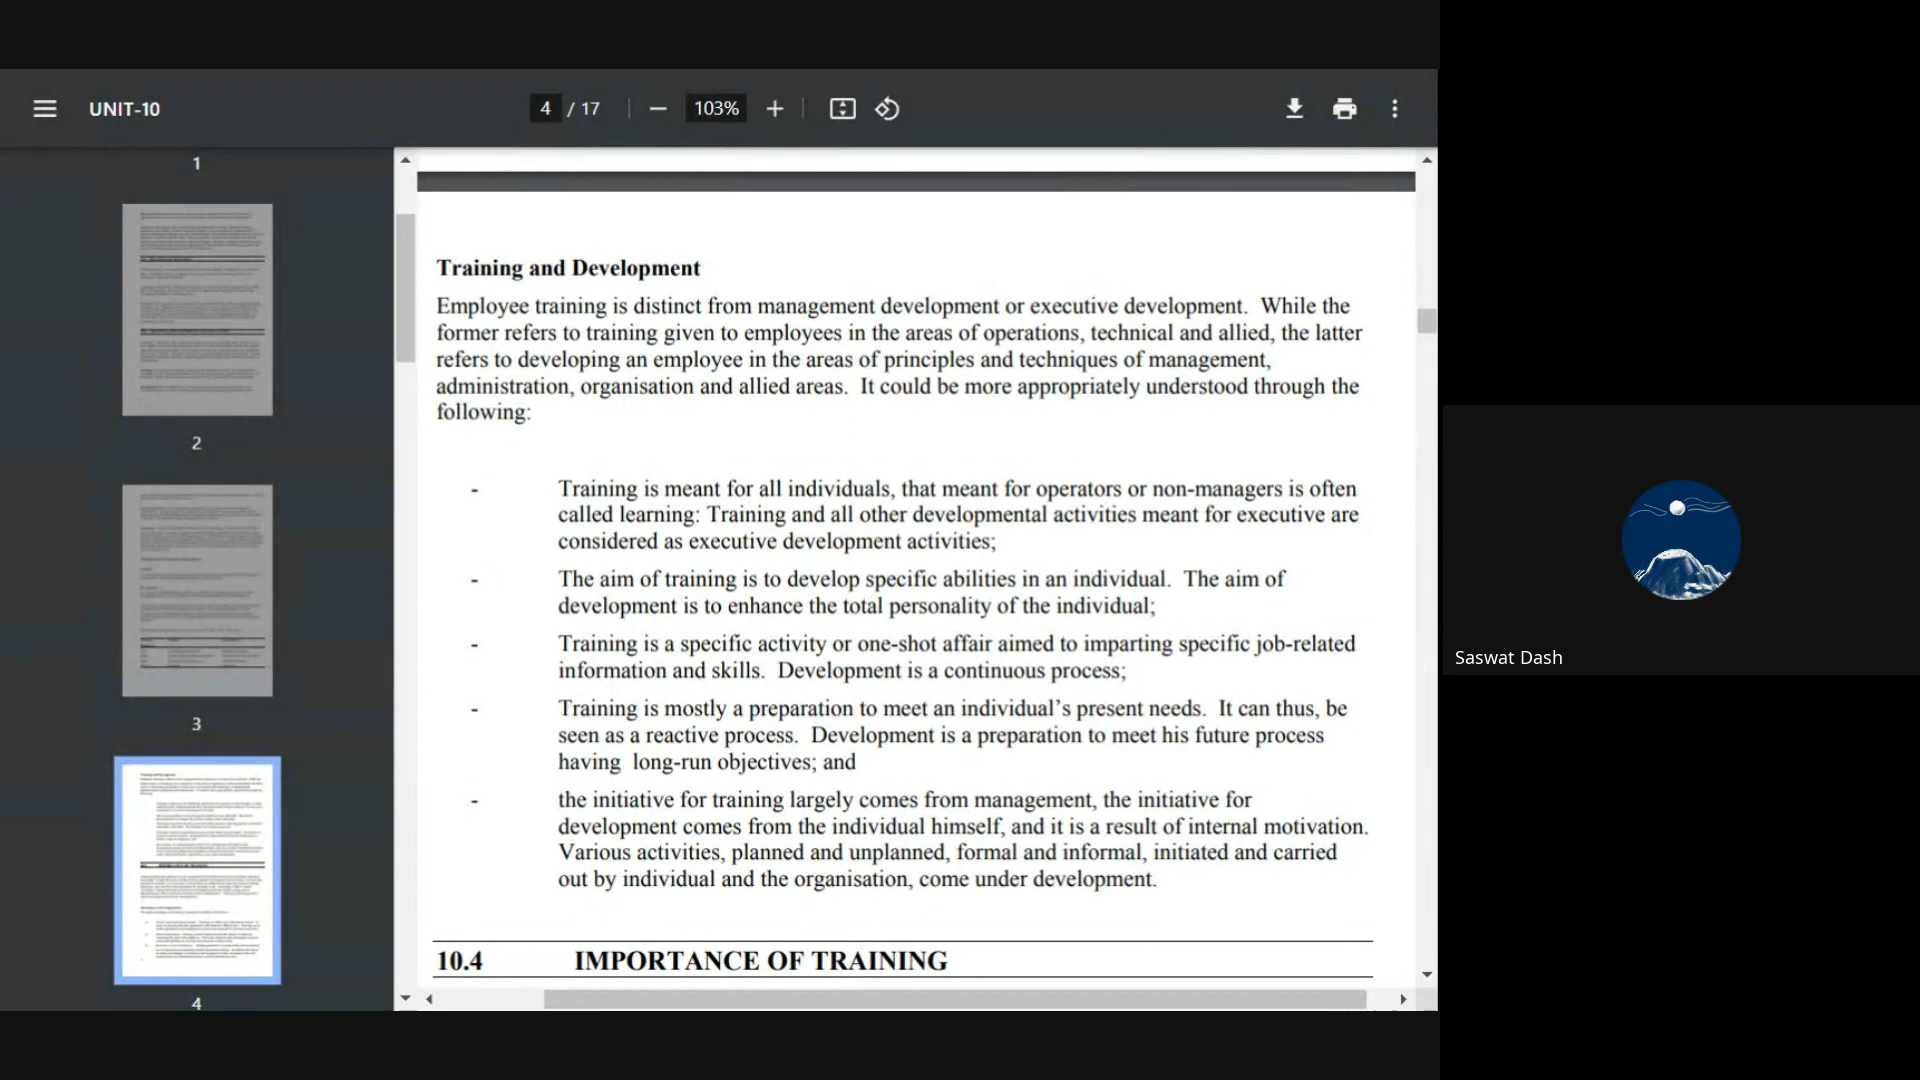 UNIT-10
4 / 17
103%
1
2
3
4
Training and Development
Employee training is distinct from management development or executive development. While the
former refers to training given to employees in the areas of operations, technical and allied, the latter
refers to developing an employee in the areas of principles and techniques of management,
administration, organisation and allied areas. It could be more appropriately understood through the
following:
- Training is meant for all individuals, that meant for operators or non-managers is often
called learning: Training and all other developmental activities meant for executive are
considered as executive development activities;
- The aim of training is to develop specific abilities in an individual. The aim of
development is to enhance the total personality of the individual;
- Training is a specific activity or one-shot affair aimed to imparting specific job-related
information and skills. Development is a continuous process;
- Training is mostly a preparation to meet an individual’s present needs. It can thus, be
seen as a reactive process. Development is a preparation to meet his future process
having long-run objectives; and
- the initiative for training largely comes from management, the initiative for
development comes from the individual himself, and it is a result of internal motivation.
Various activities, planned and unplanned, formal and informal, initiated and carried
out by individual and the organisation, come under development.
10.4 IMPORTANCE OF TRAINING
Saswat Dash